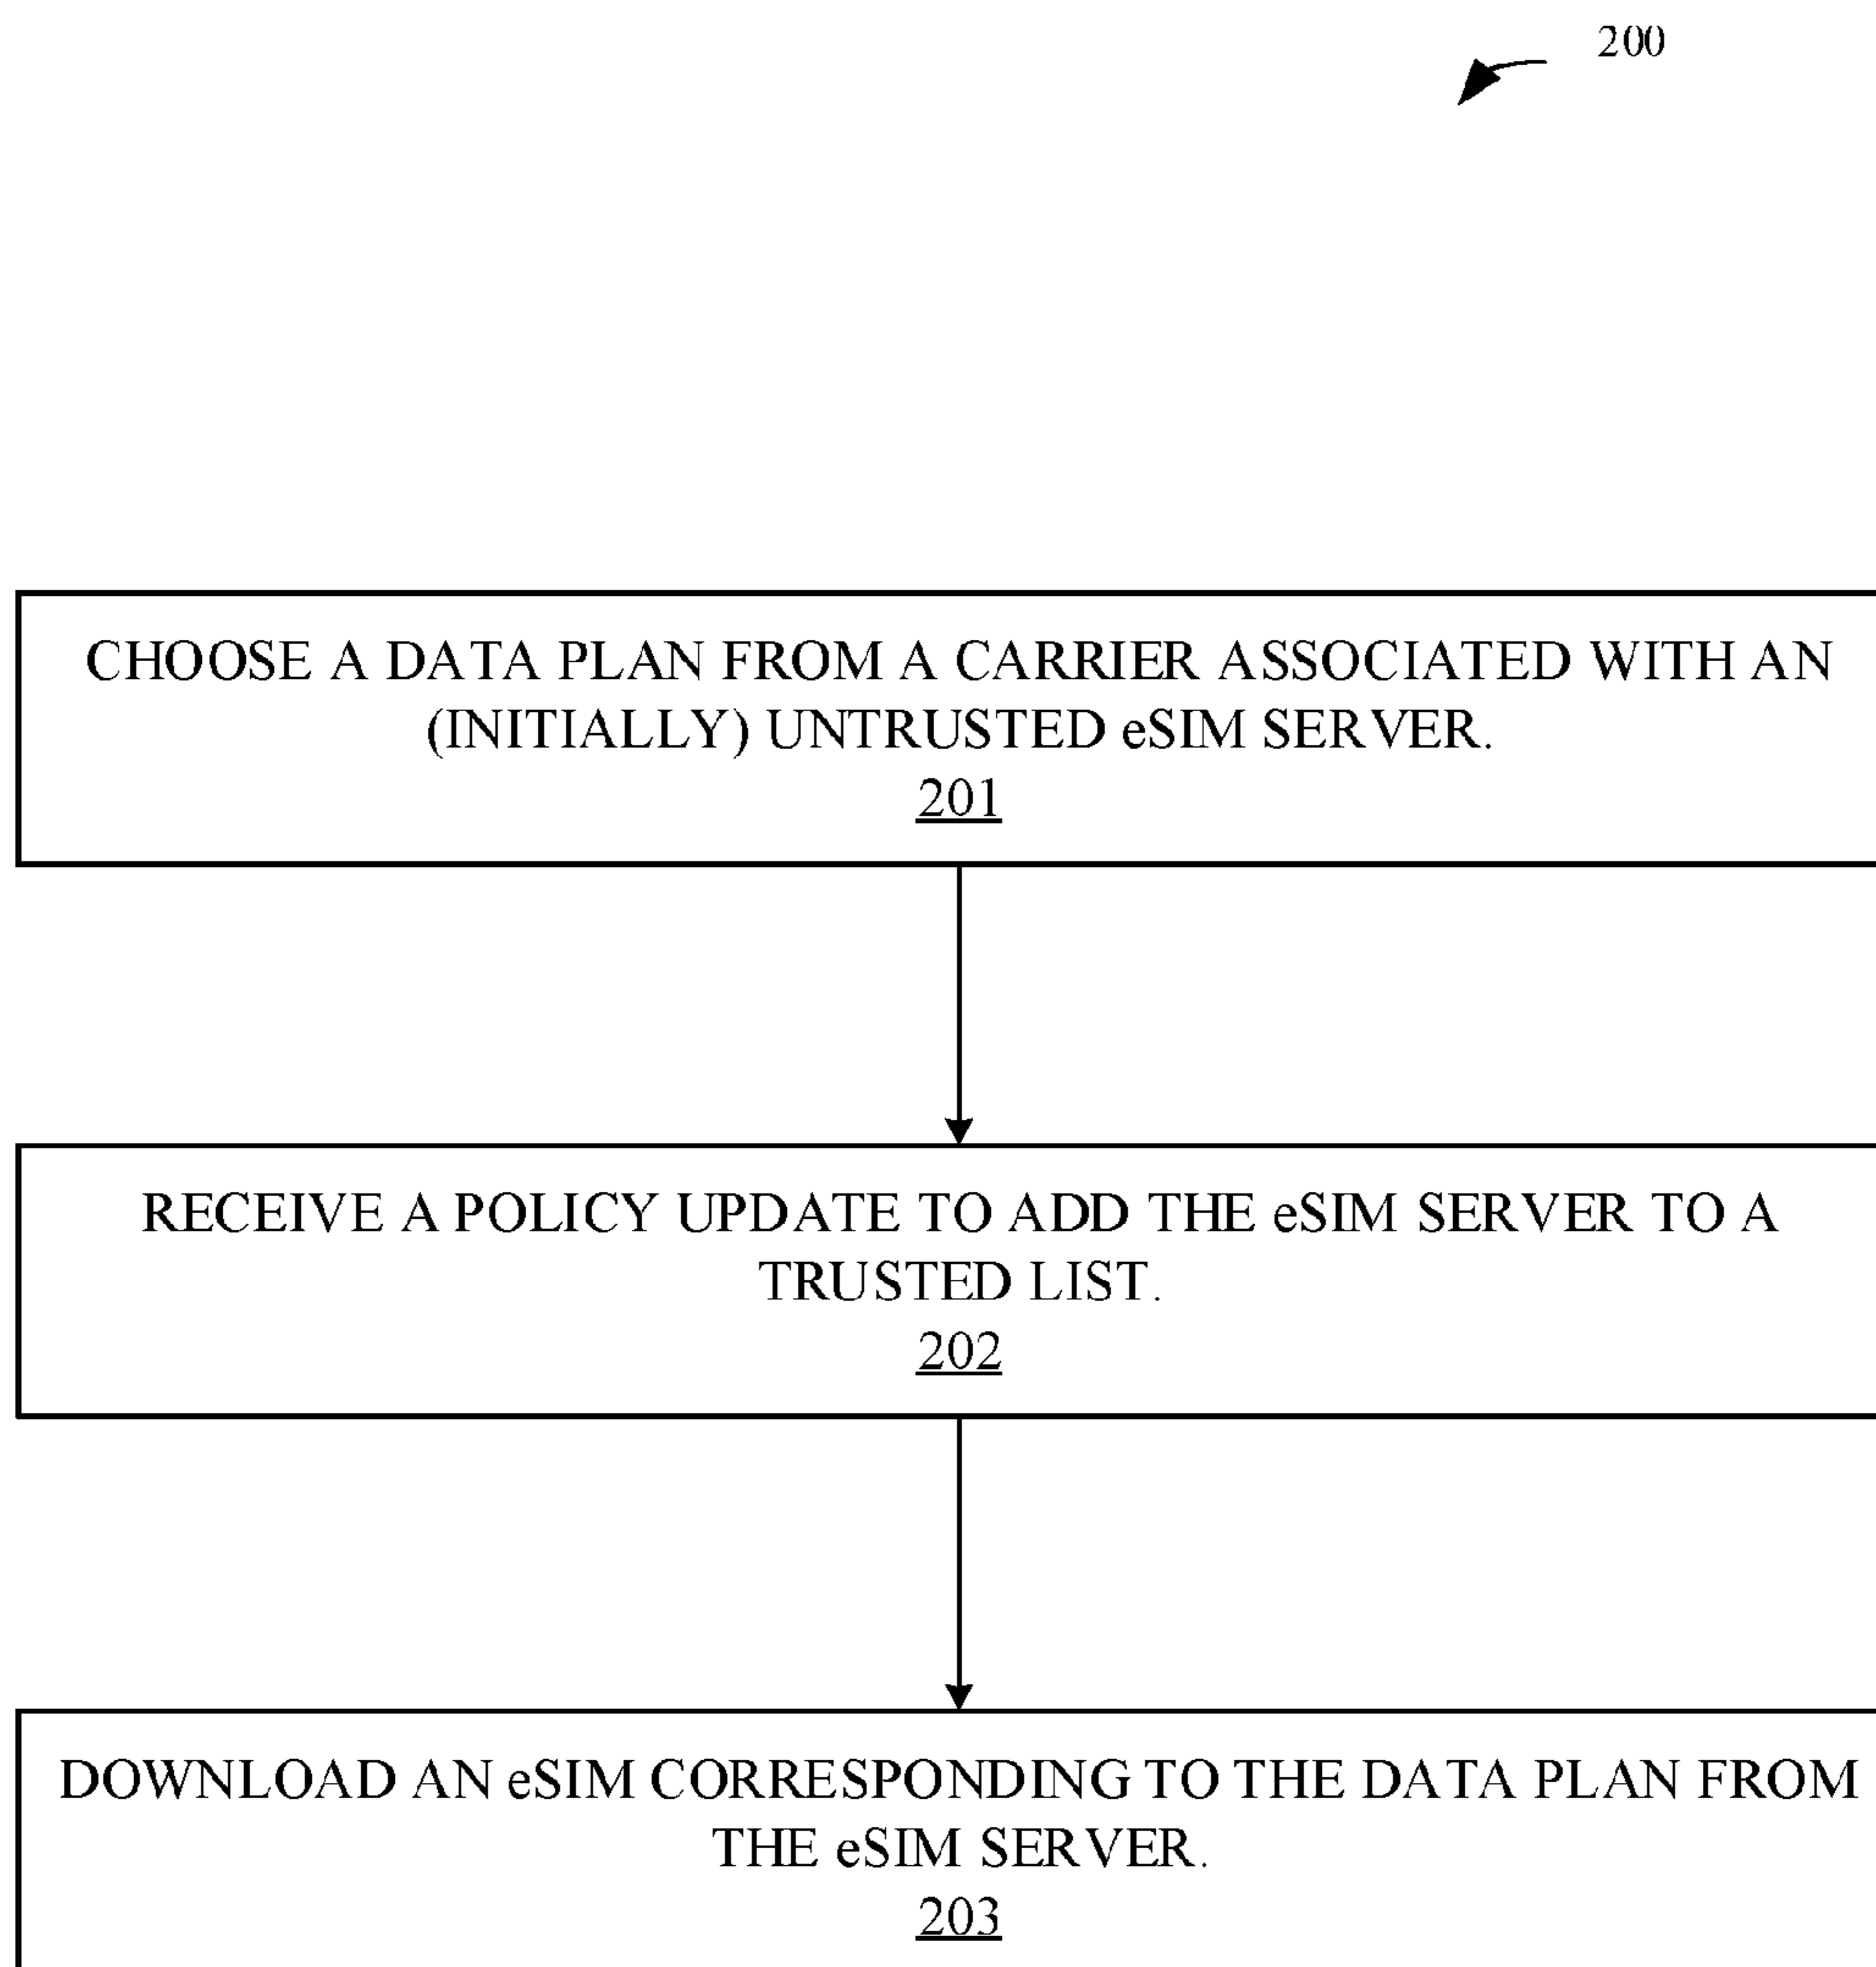 200
CHOOSE A DATA PLAN FROM A CARRIER ASSOCIATED WITH AN
(INITIALLY) UNTRUSTED eSIM SERVER.
201
RECEIVE A POLICY UPDATE TO ADD THE eSIM SERVER TO A
TRUSTED LIST.
202
DOWNLOAD AN eSIM CORRESPONDING TO THE DATA PLAN FROM
THE eSIM SERVER.
203